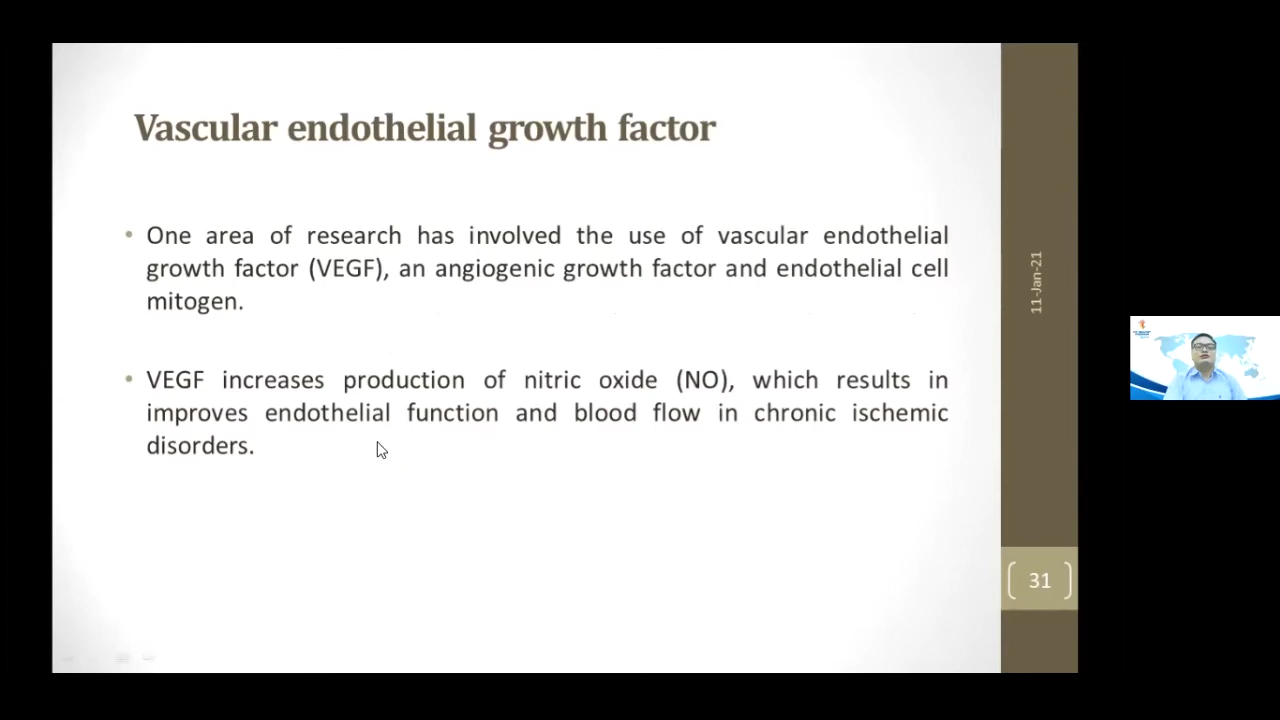 Vascular endothelial growth factor
• One area of research has involved the use of vascular endothelial
growth factor (VEGF), an angiogenic growth factor and endothelial cell
mitogen.
• VEGF increases production of nitric oxide (NO), which results in
improves endothelial function and blood flow in chronic ischemic
disorders.
11-Jan-21
31